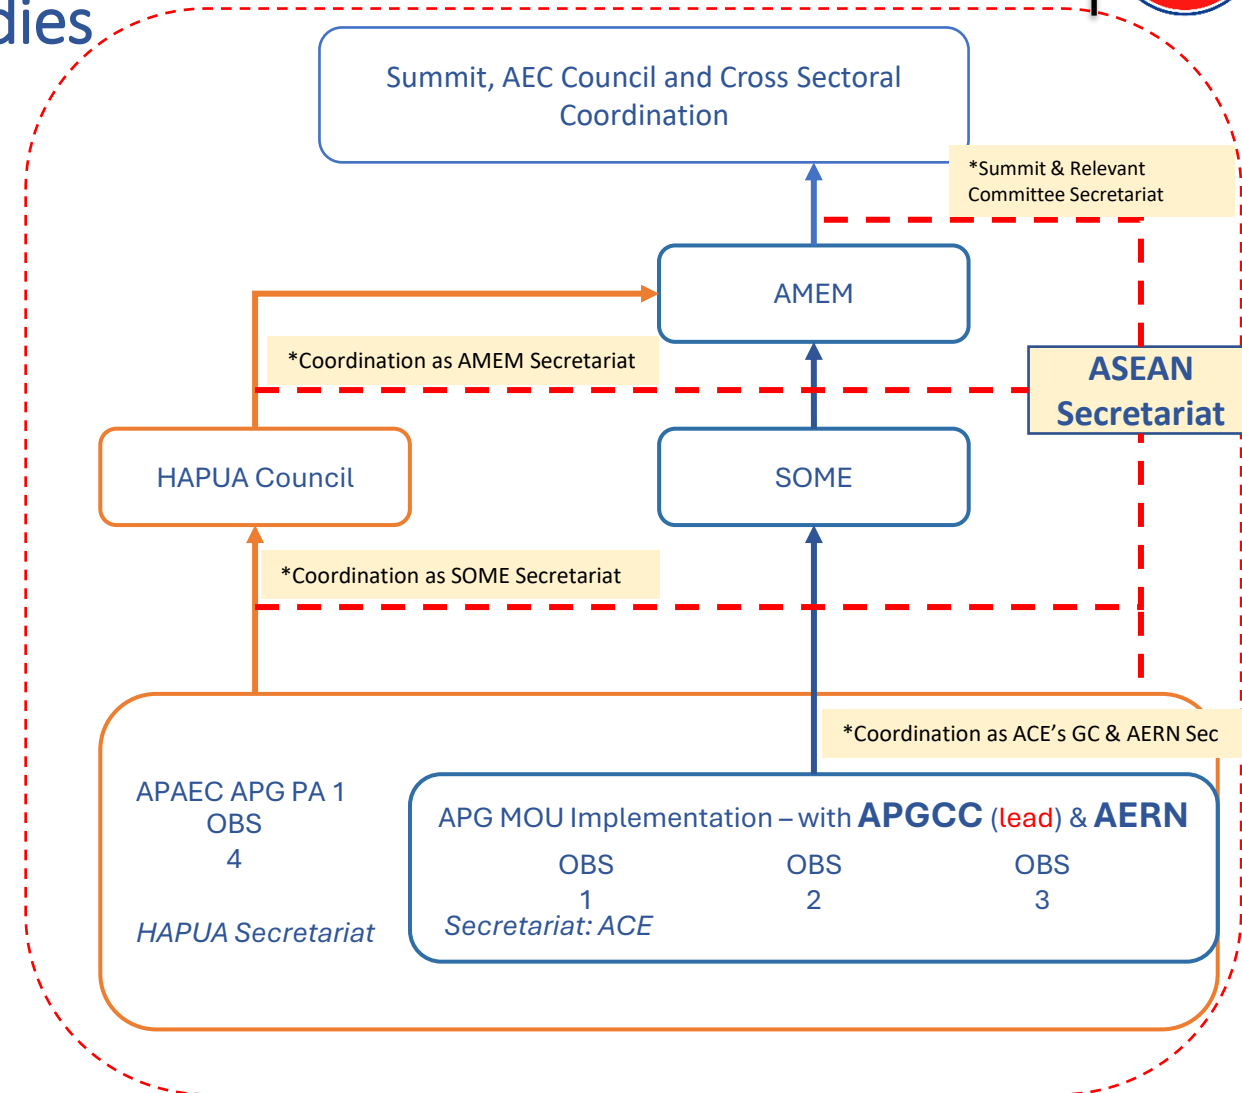 dies
Summit, AEC Council and Cross Sectoral
Coordination
*Summit & Relevant
Committee Secretariat
AMEM
*Coordination as AMEM Secretariat
ASEAN
Secretariat
HAPUA Council
SOME
*Coordination as SOME Secretariat
*Coordination as ACE's GC & AERN Sec
APAEC APG PA 1
OBS
4
HAPUA Secretariat
APG MOU Implementation – with APGCC (lead) & AERN
OBS
1
OBS
2
OBS
3
Secretariat: ACE